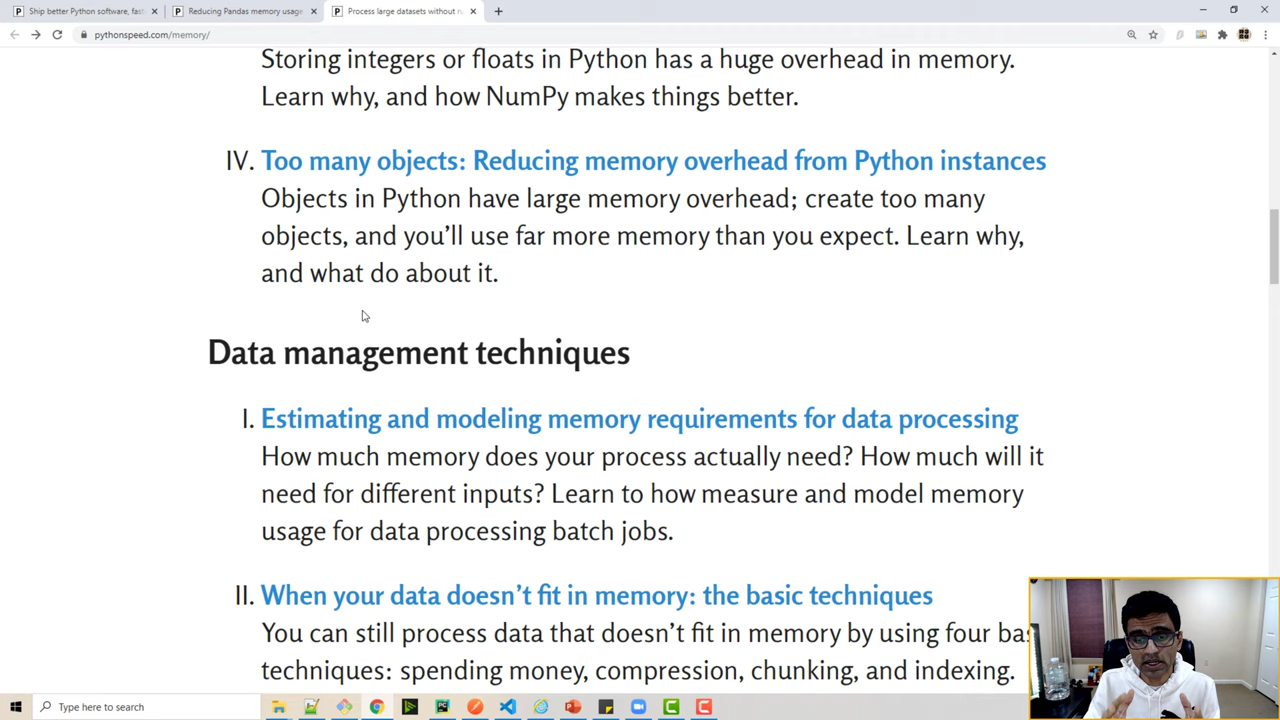 Ship better Python software, fast
Reducing Pandas memory usage
Process large datasets without r
pythonspeed.com/memory/
Storing integers or floats in Python has a huge overhead in memory.
Learn why, and how NumPy makes things better.
IV. Too many objects: Reducing memory overhead from Python instances
Objects in Python have large memory overhead; create too many
objects, and you'll use far more memory than you expect. Learn why,
and what do about it.
Data management techniques
I. Estimating and modeling memory requirements for data processing
How much memory does your process actually need? How much will it
need for different inputs? Learn to how measure and model memory
usage for data processing batch jobs.
II. When your data doesn't fit in memory: the basic techniques
You can still process data that doesn't fit in memory by using four bas
techniques: spending money, compression, chunking, and indexing.
Type here to search